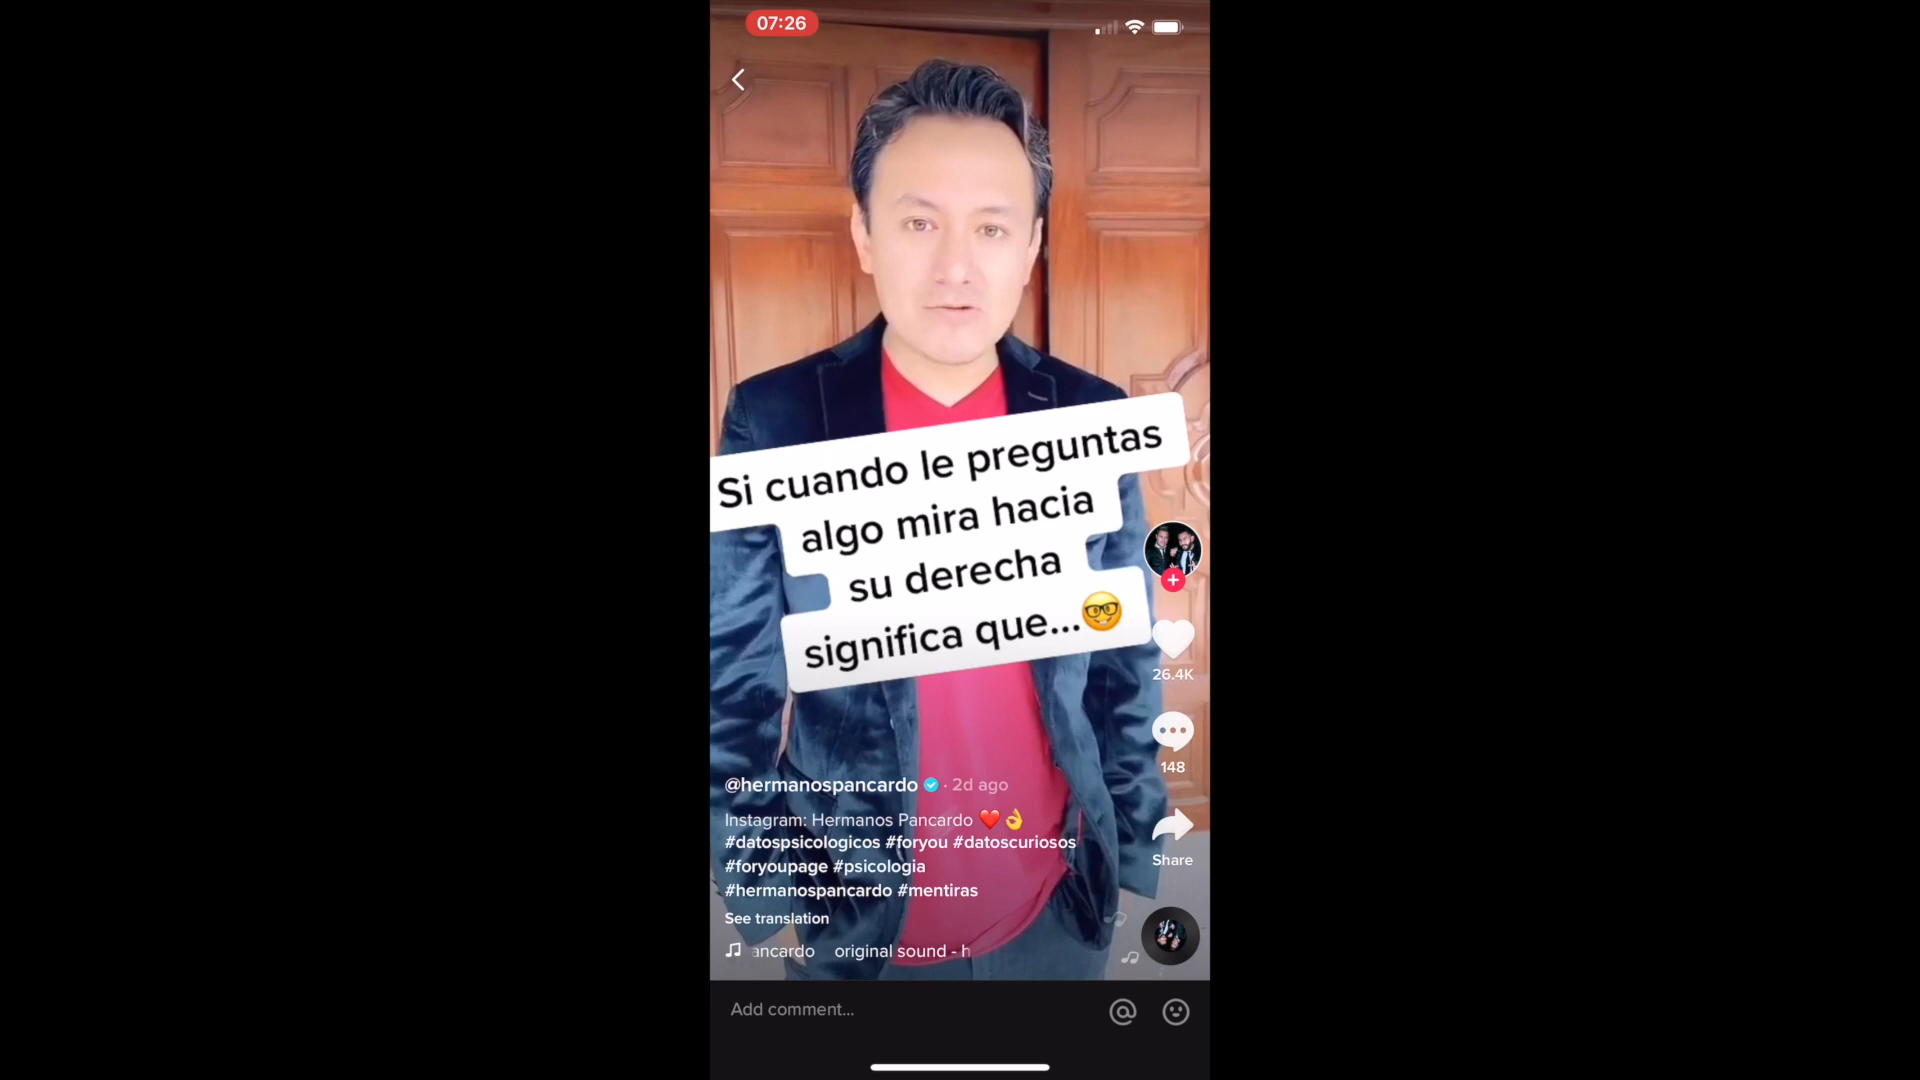 07:26
Si cuando le preguntas
algo mira hacia
su derecha
significa que...🤓
26.4K
148
@hermanospancardo · 2d ago
Instagram: Hermanos Pancardo ❤️👌
#datospsicologicos #foryou #datoscuriosos
#foryoupage #psicologia
#hermanospancardo #mentiras
Share
See translation
ancardo original sound - h
Add comment...